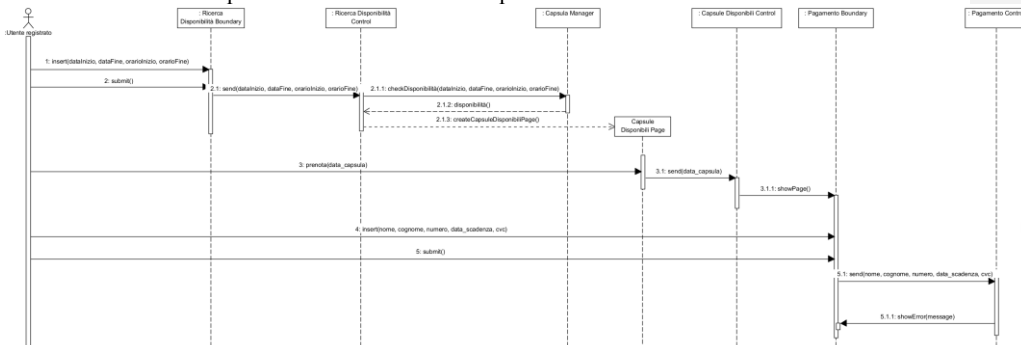 : Ricerca
Disponibilità Boundary
: Ricerca Disponibilità
Control
: Capsula Manager
: Capsule Disponibili Control
: Pagamento Boundary
: Pagamento Contr
:Utente registrato
1: insert(dataInizio, dataFine, orarioInizio, orarioFine)
2: submit()
2.1: send(dataInizio, dataFine, orarioInizio, orarioFine)
2.1.1: checkDisponibilità(dataInizio, dataFine, orarioInizio, orarioFine)
2.1.2: disponibilità()
2.1.3: createCapsuleDisponibiliPage()
Capsule
Disponibili Page
3: prenota(data_capsula)
3.1: send(data_capsula)
3.1.1: showPage()
4: insert(nome, cognome, numero, data_scadenza, cvc)
5: submit()
5.1: send(nome, cognome, numero, data_scadenza, cvc)
5.1.1: showError(message)